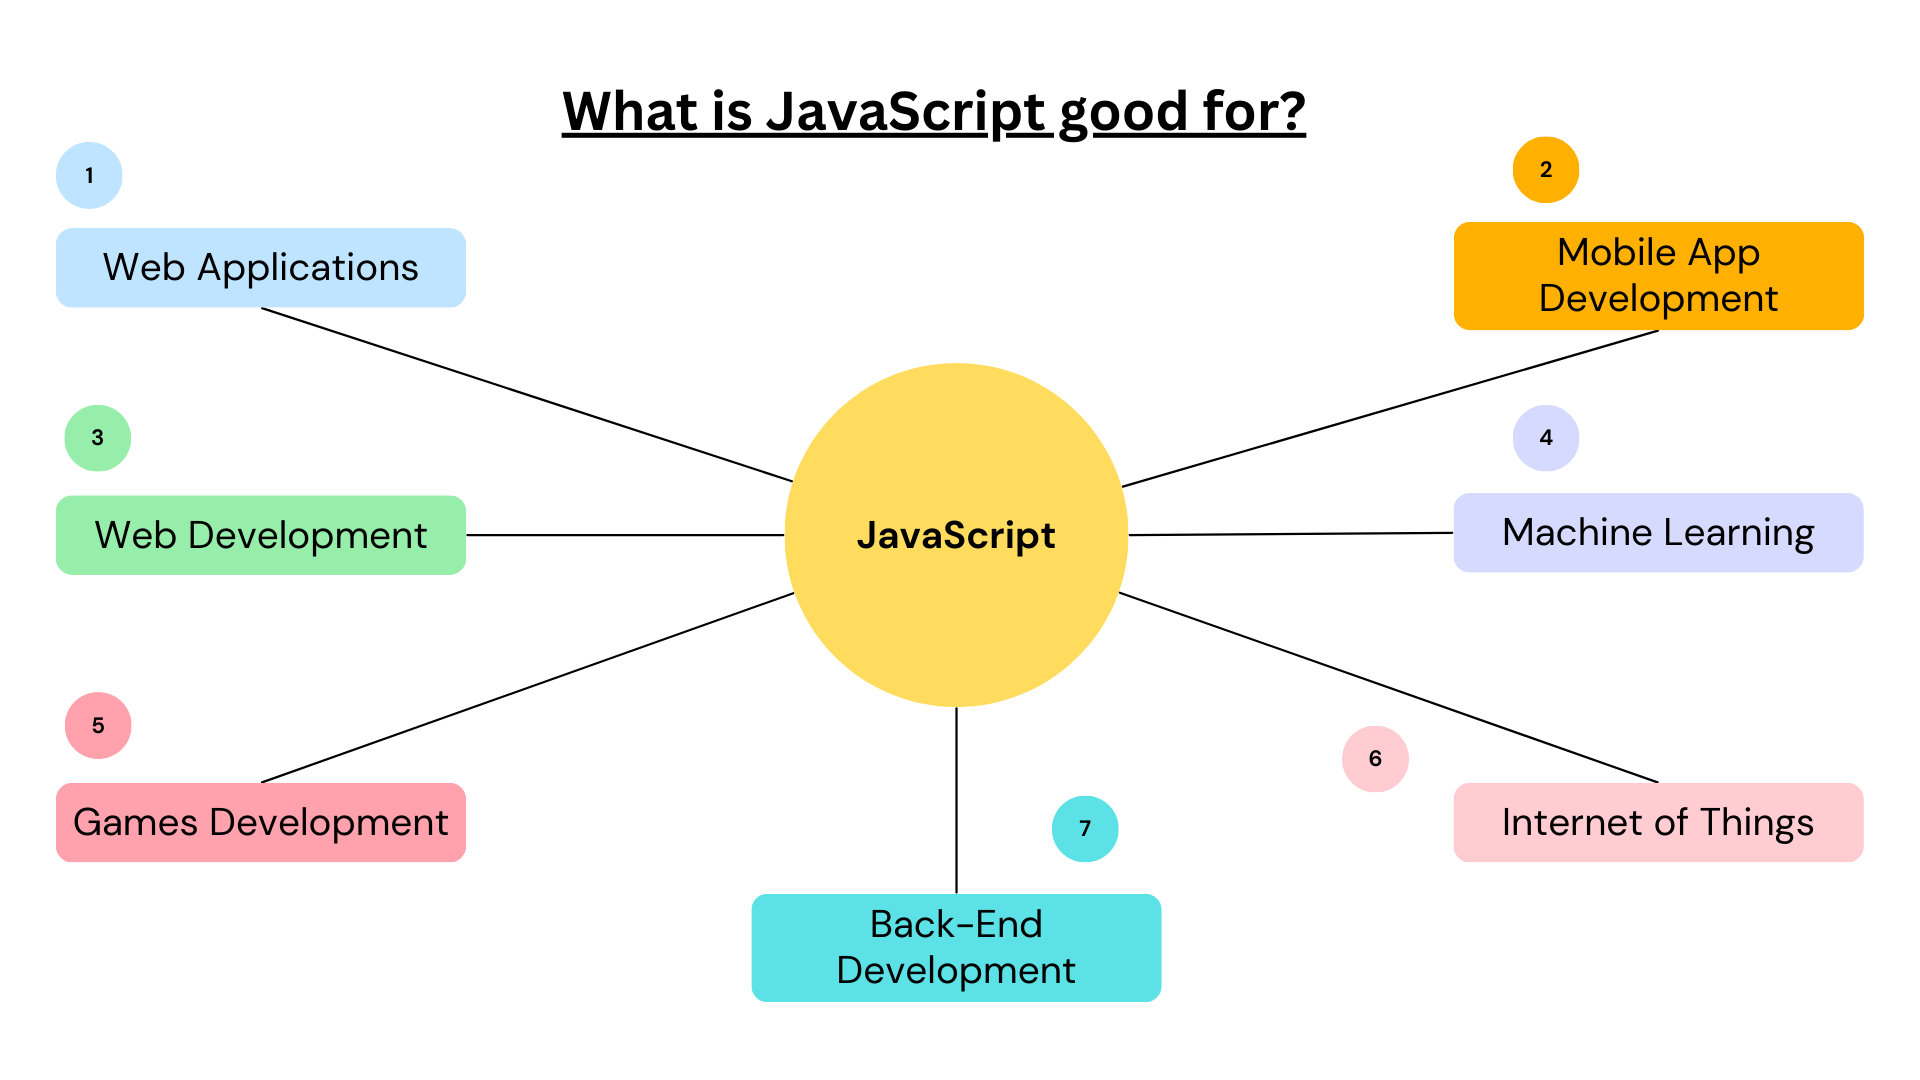 What is JavaScript good for?
1
Web Applications
2
Mobile App
Development
3
Web Development
JavaScript
4
Machine Learning
5
Games Development
6
Internet of Things
7
Back-End
Development